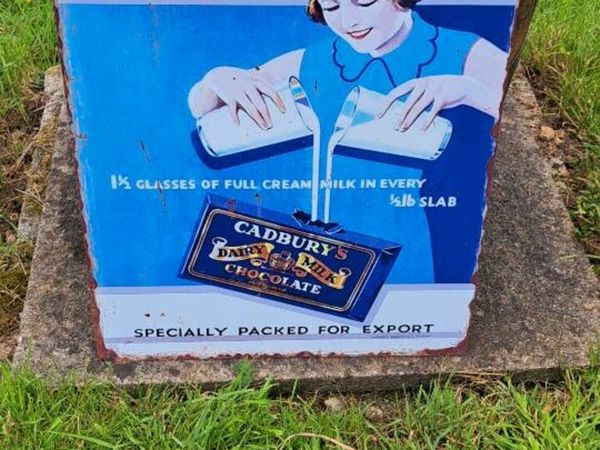 1½ GLASSES OF FULL CREAM MILK IN EVERY
½lb SLAB
CADBURY'S
DAIRY MILK
CHOCOLATE
SPECIALLY PACKED FOR EXPORT